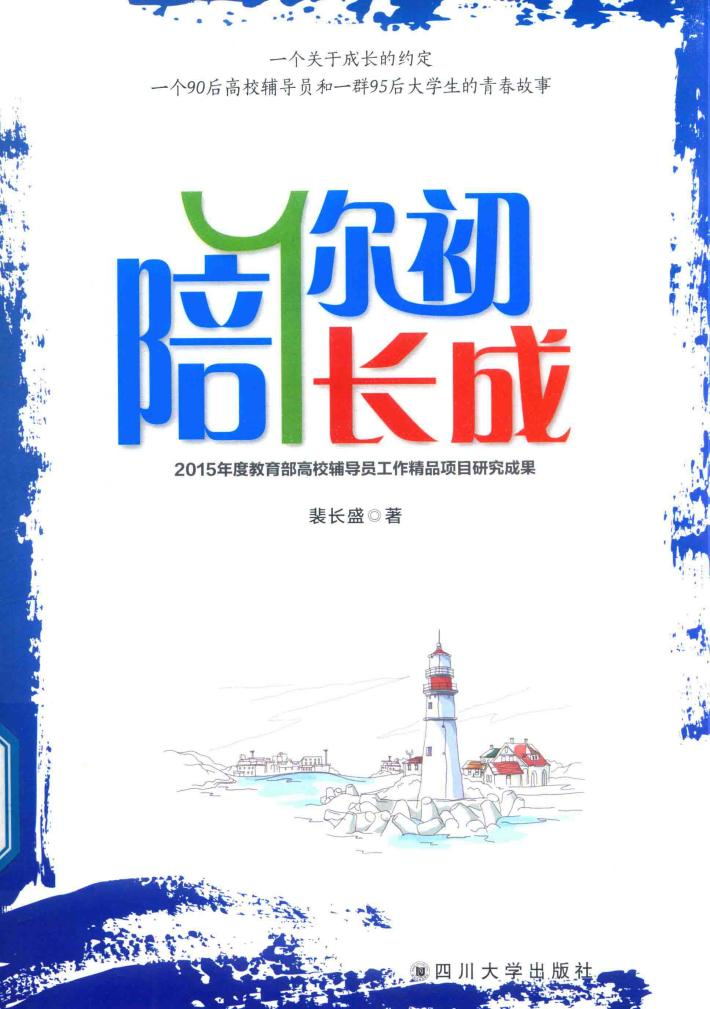 一个关于成长的约定
一个90后高校辅导员和一群95后大学生的青春故事
陪你初
长成
2015年度教育部高校辅导员工作精品项目研究成果
裴长盛◎著
四川大学出版社